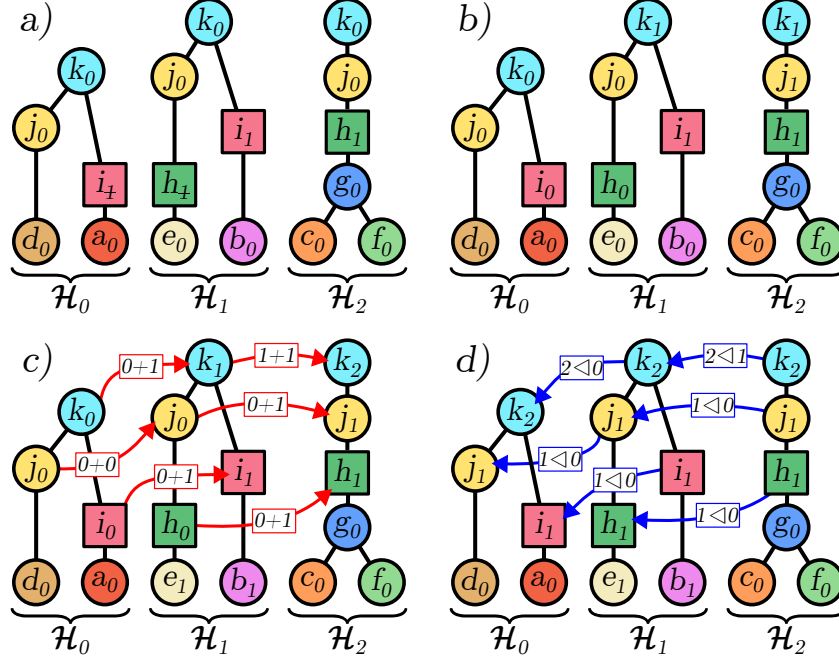 a)
k₀ k₀
k₀
j₀ j₀
j₀ i₁ h₁
i₁̶ h₁̶ g₀
d₀ a₀ e₀ b₀ c₀ f₀
ℋ₀ ℋ₁ ℋ₂
b)
k₁ k₁
k₀
j₀ j₁
j₀ i₁ h₁
i₀ h₀ g₀
d₀ a₀ e₀ b₀ c₀ f₀
ℋ₀ ℋ₁ ℋ₂
c)
0+1 k₁ 1+1 k₂
k₀ j₀ 0+1 j₁
j₀ 0+0 i₁ h₁
i₀ 0+1 h₀ 0+1 g₀
d₀ a₀ e₁ b₁ c₀ f₀
ℋ₀ ℋ₁ ℋ₂
d)
2◁0 k₂ 2◁1 k₂
k₂ j₁ 1◁0 j₁
j₁ 1◁0 i₁ h₁
i₁ 1◁0 h₁ 1◁0 g₀
d₀ a₀ e₁ b₁ c₀ f₀
ℋ₀ ℋ₁ ℋ₂